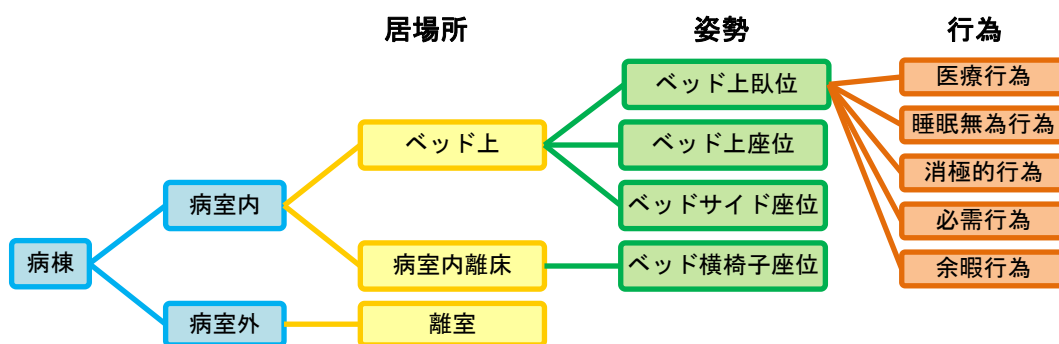 居場所
姿勢
行為
病棟
病室内
病室外
ベッド上
病室内離床
離室
ベッド上臥位
ベッド上座位
ベッドサイド座位
ベッド横椅子座位
医療行為
睡眠無為行為
消極的行為
必需行為
余暇行為